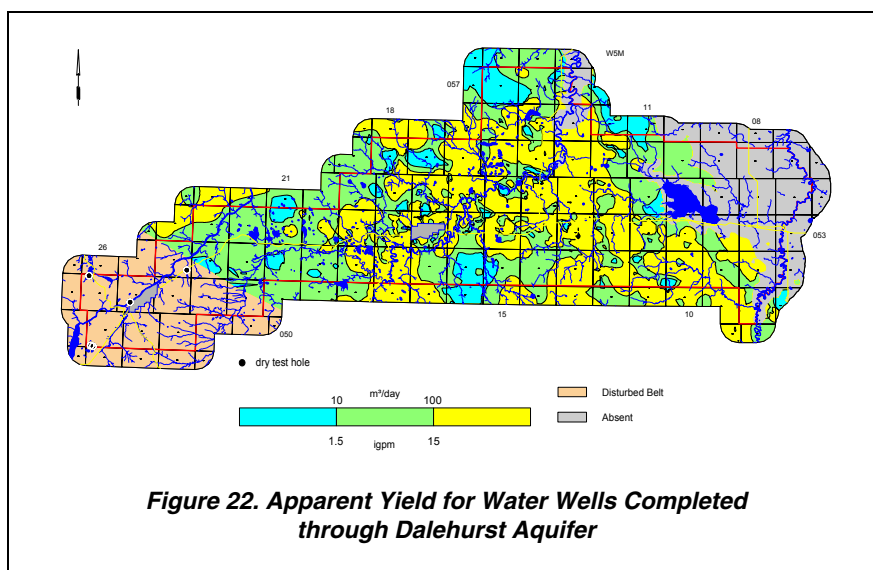 W5M
057
11
18
08
21
053
26
15
10
050
dry test hole
m³/day
10 100
1.5 igpm 15
Disturbed Belt
Absent
Figure 22. Apparent Yield for Water Wells Completed
through Dalehurst Aquifer